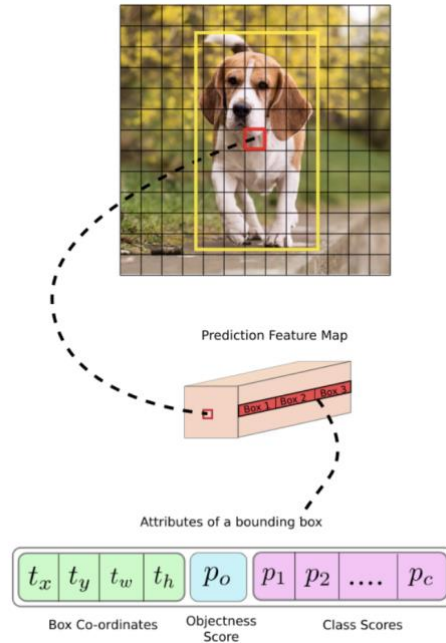 Prediction Feature Map
Box 1 Box 2 Box 3
Attributes of a bounding box
t_x t_y t_w t_h p_o p_1 p_2 .... p_c
Box Co-ordinates Objectness Score Class Scores